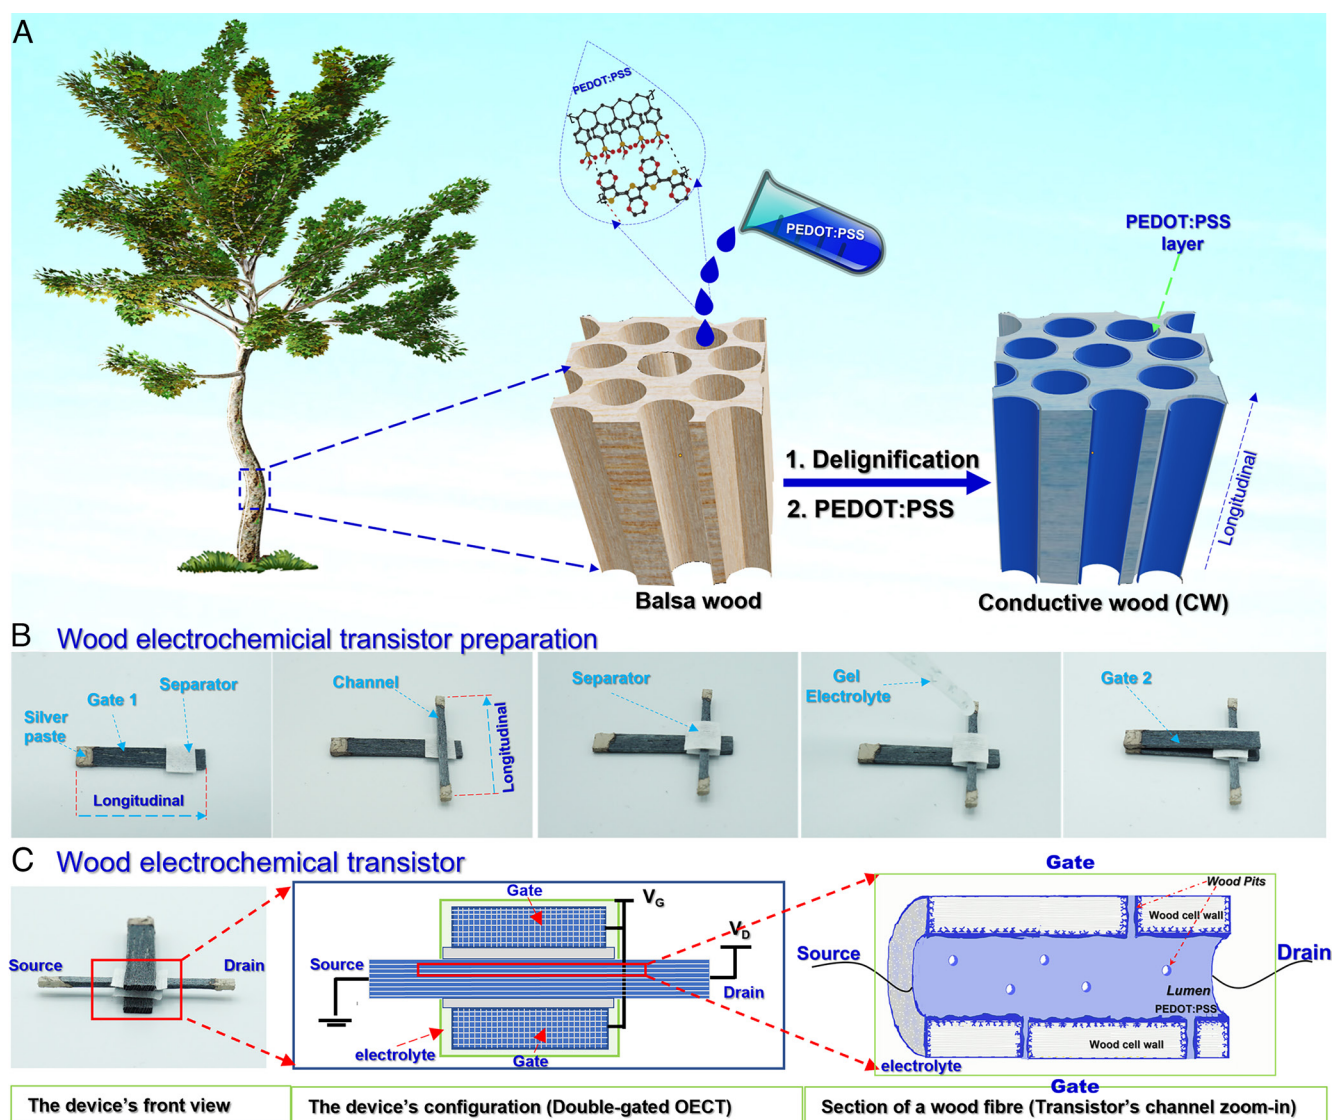 A
PEDOT:PSS
PEDOT:PSS
PEDOT:PSS
layer
1. Delignification
2. PEDOT:PSS
Longitudinal
Balsa wood
Conductive wood (CW)
B
Wood electrochemicial transistor preparation
Silver
paste
Gate 1
Separator
Longitudinal
Channel
Longitudinal
Separator
Gel
Electrolyte
Gate 2
C
Wood electrochemical transistor
Source
Drain
Gate
VG
VD
Source
Drain
electrolyte
Gate
Gate
Wood Pits
Wood cell wall
Source
Drain
Lumen
PEDOT:PSS
Wood cell wall
electrolyte
Gate
The device's front view
The device's configuration (Double-gated OECT)
Section of a wood fibre (Transistor's channel zoom-in)